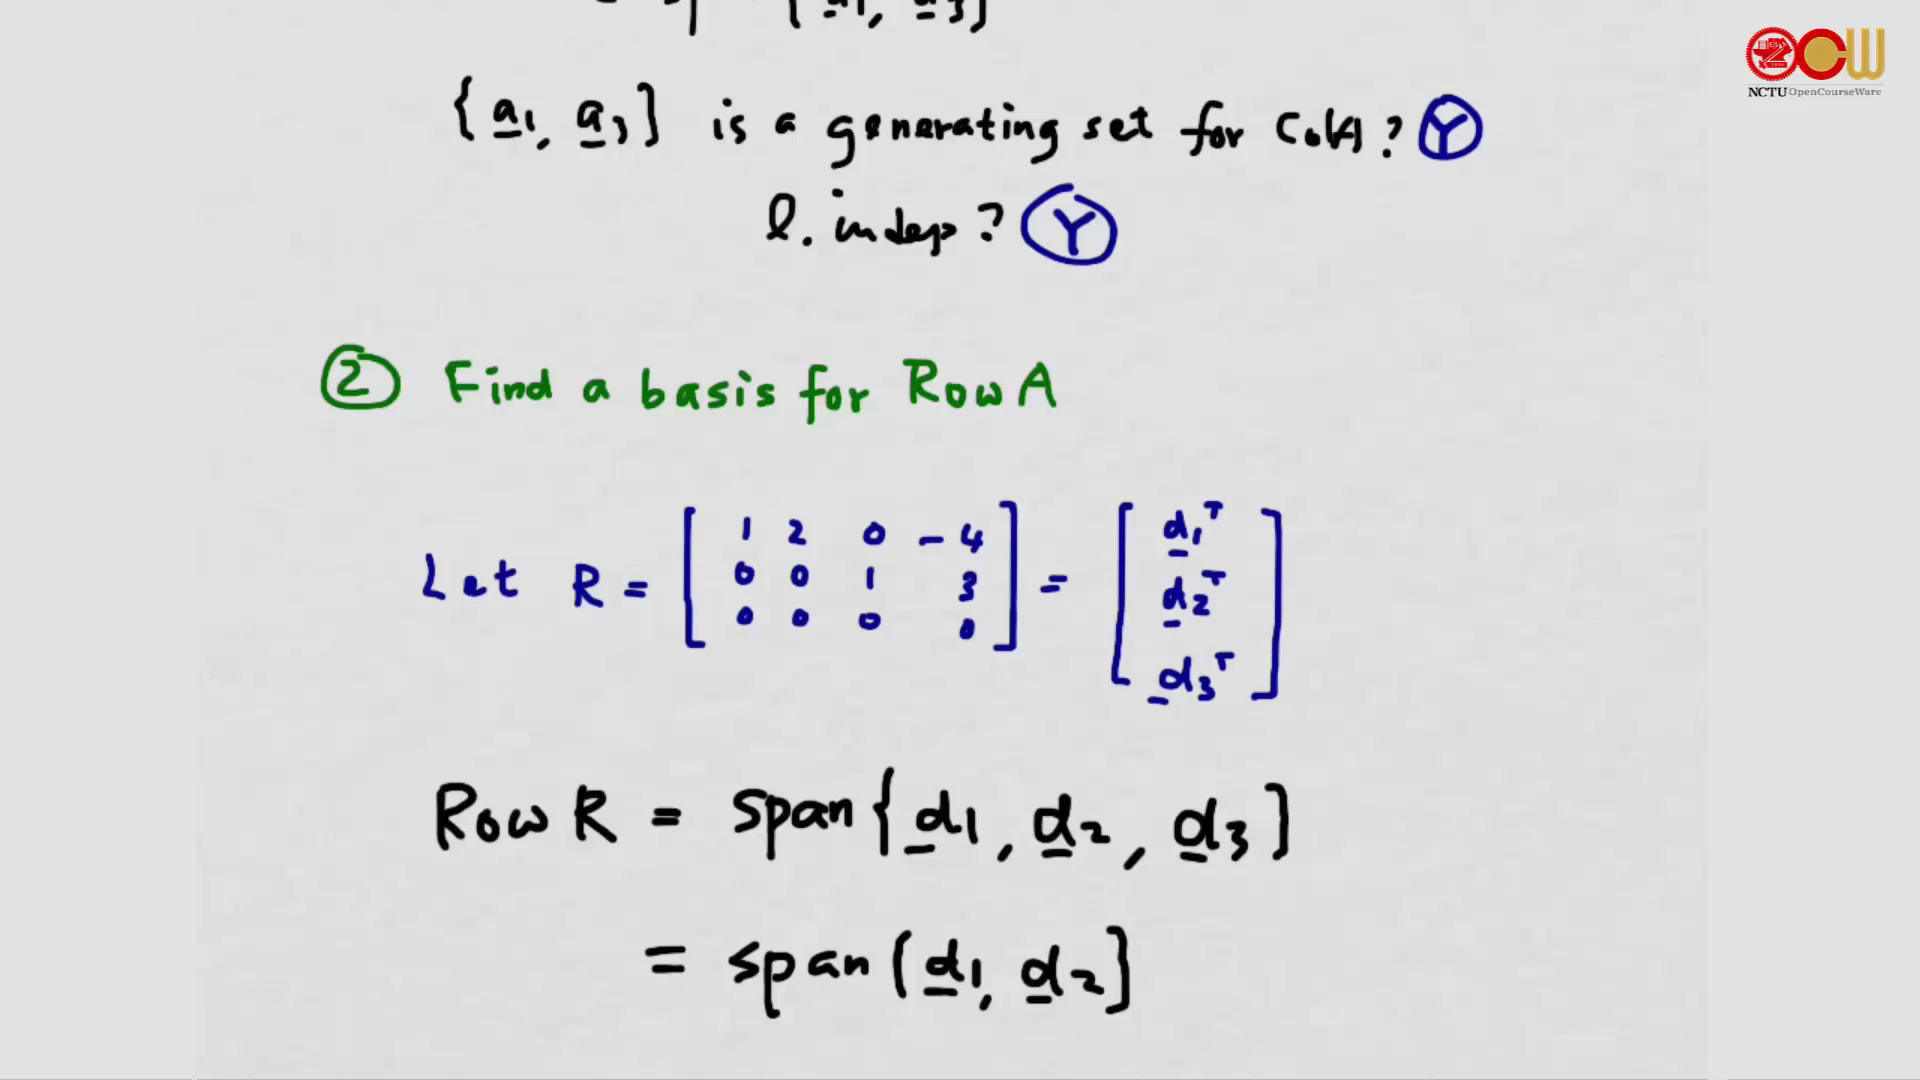 {a1, a3} is a generating set for Col A? Y
l. indep? Y
② Find a basis for Row A
Let R = [ 1 2 0 -4 ; 0 0 1 3 ; 0 0 0 0 ] = [ d1ᵀ ; d2ᵀ ; d3ᵀ ]
Row R = span{d1, d2, d3}
= span{d1, d2}
NCTU OpenCourseWare